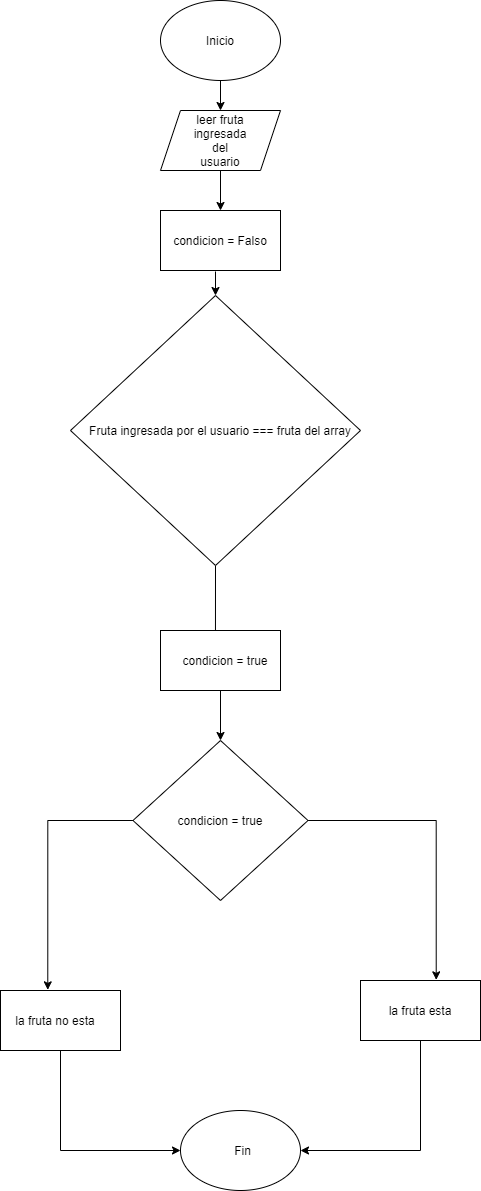 Inicio
leer fruta
ingresada
del
usuario
condicion = Falso
Fruta ingresada por el usuario === fruta del array
condicion = true
condicion = true
la fruta no esta
la fruta esta
Fin